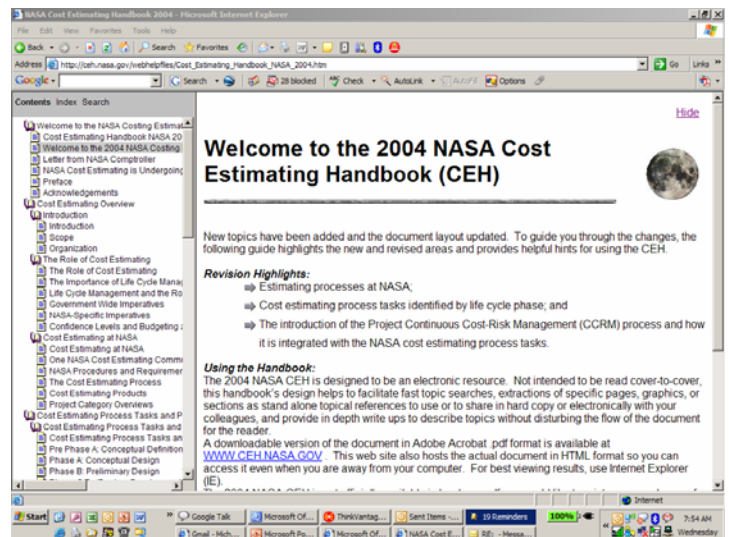 NASA Cost Estimating Handbook 2004 - Microsoft Internet Explorer
File Edit View Favorites Tools Help
Back Search Favorites
Address http://ceh.nasa.gov/webhelpfiles/Cost_Estimating_Handbook_NASA_2004.htm Go Links »
Google Search 28 blocked Check AutoLink AutoFill Options
Contents Index Search
Welcome to the NASA Costing Estimat
Cost Estimating Handbook NASA 20
Welcome to the 2004 NASA Costing
Letter from NASA Comptroller
NASA Cost Estimating is Undergoing
Preface
Acknowledgements
Cost Estimating Overview
Introduction
Introduction
Scope
Organization
The Role of Cost Estimating
The Role of Cost Estimating
The Importance of Life Cycle Manag
Life Cycle Management and the Ro
Government Wide Imperatives
NASA-Specific Imperatives
Confidence Levels and Budgeting
Cost Estimating at NASA
Cost Estimating at NASA
One NASA Cost Estimating Commu
NASA Procedures and Requiremer
The Cost Estimating Process
Cost Estimating Products
Project Category Overviews
Cost Estimating Process Tasks and P
Cost Estimating Process Tasks and
Cost Estimating Process Tasks an
Pre Phase A: Conceptual Definition
Phase A: Conceptual Design
Phase B: Preliminary Design
Hide
Welcome to the 2004 NASA Cost
Estimating Handbook (CEH)
New topics have been added and the document layout updated. To guide you through the changes, the
following guide highlights the new and revised areas and provides helpful hints for using the CEH.
Revision Highlights:
⇒ Estimating processes at NASA;
⇒ Cost estimating process tasks identified by life cycle phase; and
⇒ The introduction of the Project Continuous Cost-Risk Management (CCRM) process and how
it is integrated with the NASA cost estimating process tasks.
Using the Handbook:
The 2004 NASA CEH is designed to be an electronic resource. Not intended to be read cover-to-cover,
this handbook's design helps to facilitate fast topic searches, extractions of specific pages, graphics, or
sections as stand alone topical references to use or to share in hard copy or electronically with your
colleagues, and provide in depth write ups to describe topics without disturbing the flow of the document
for the reader.
A downloadable version of the document in Adobe Acrobat .pdf format is available at
WWW.CEH.NASA.GOV . This web site also hosts the actual document in HTML format so you can
access it even when you are away from your computer. For best viewing results, use Internet Explorer
(IE).
Internet
Start » Google Talk Microsoft Of... ThinkVantag... Sent Items -... 19 Reminders 100% « 7:54 AM
Gmail - Mich... Microsoft Po... Microsoft Of... NASA Cost E... RE: - Messa... Wednesday